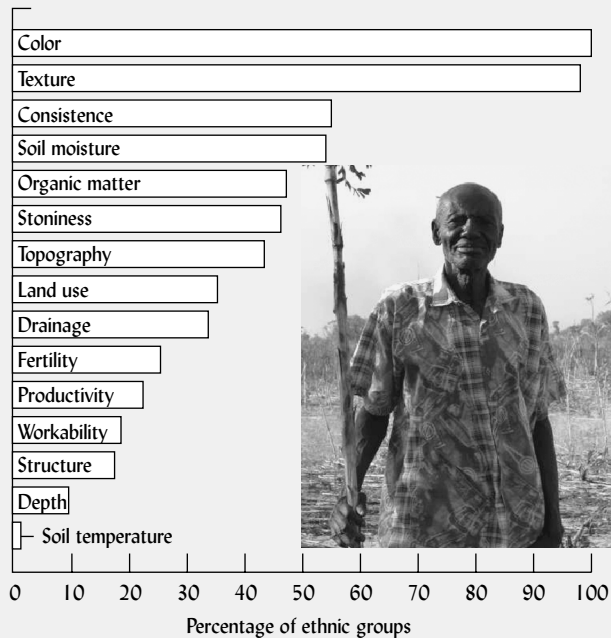 Color
Texture
Consistence
Soil moisture
Organic matter
Stoniness
Topography
Land use
Drainage
Fertility
Productivity
Workability
Structure
Depth
Soil temperature
0 10 20 30 40 50 60 70 80 90 100
Percentage of ethnic groups